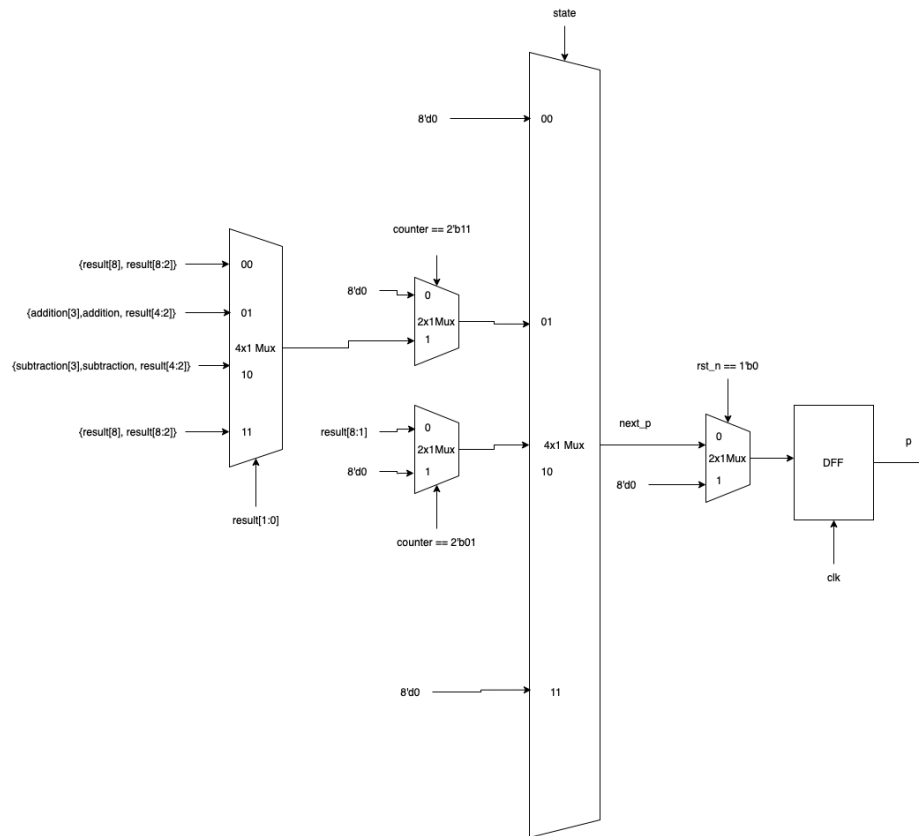 state
8'd0
00
counter == 2'b11
{result[8], result[8:2]}
00
8'd0
0
{addition[3],addition, result[4:2]}
01
2x1Mux
01
1
4x1 Mux
{subtraction[3],subtraction, result[4:2]}
10
rst_n == 1'b0
{result[8], result[8:2]}
11
result[8:1]
0
next_p
0
2x1Mux
4x1 Mux
2x1Mux
DFF
p
8'd0
1
10
8'd0
1
result[1:0]
counter == 2'b01
clk
8'd0
11